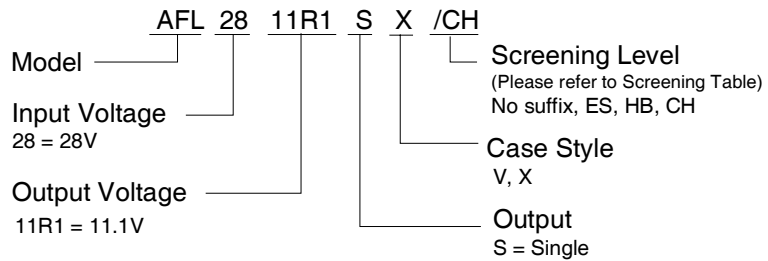 AFL 28 11R1 S X /CH
Model
Input Voltage
28 = 28V
Output Voltage
11R1 = 11.1V
Screening Level
(Please refer to Screening Table)
No suffix, ES, HB, CH
Case Style
V, X
Output
S = Single